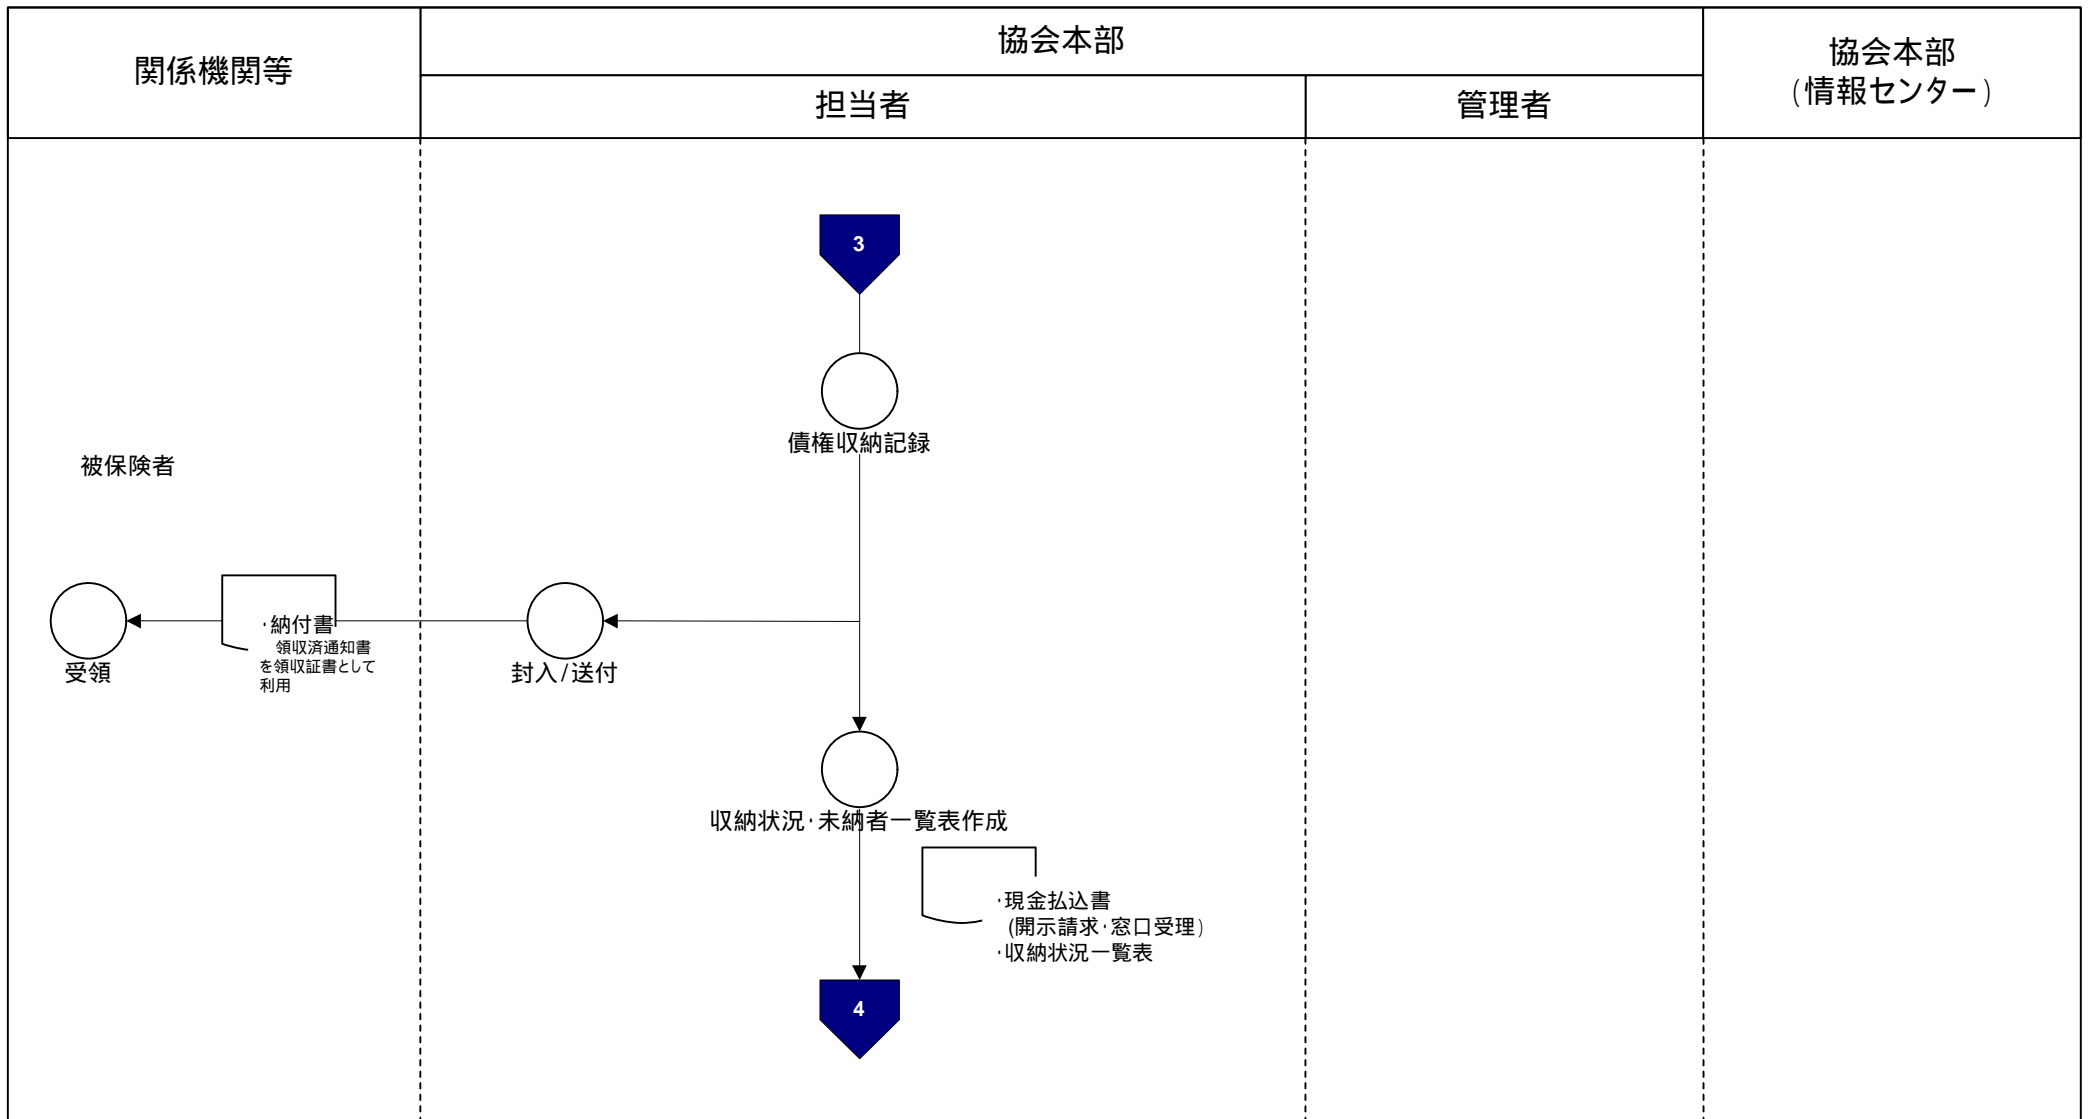 関係機関等
協会本部
担当者
管理者
協会本部
(情報センター)
3
債権収納記録
被保険者
・納付書
領収済通知書
を領収証書として
利用
受領
封入/送付
収納状況・未納者一覧表作成
・現金払込書
(開示請求・窓口受理)
・収納状況一覧表
4